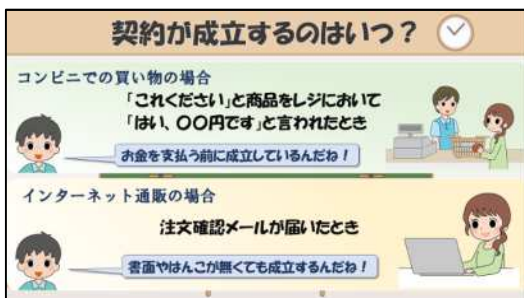 契約が成立するのはいつ？
コンビニでの買い物の場合
「これください」と商品をレジにおいて
「はい、〇〇円です」と言われたとき
お金を支払う前に成立しているんだね！
インターネット通販の場合
注文確認メールが届いたとき
書面やはんこが無くても成立するんだね！